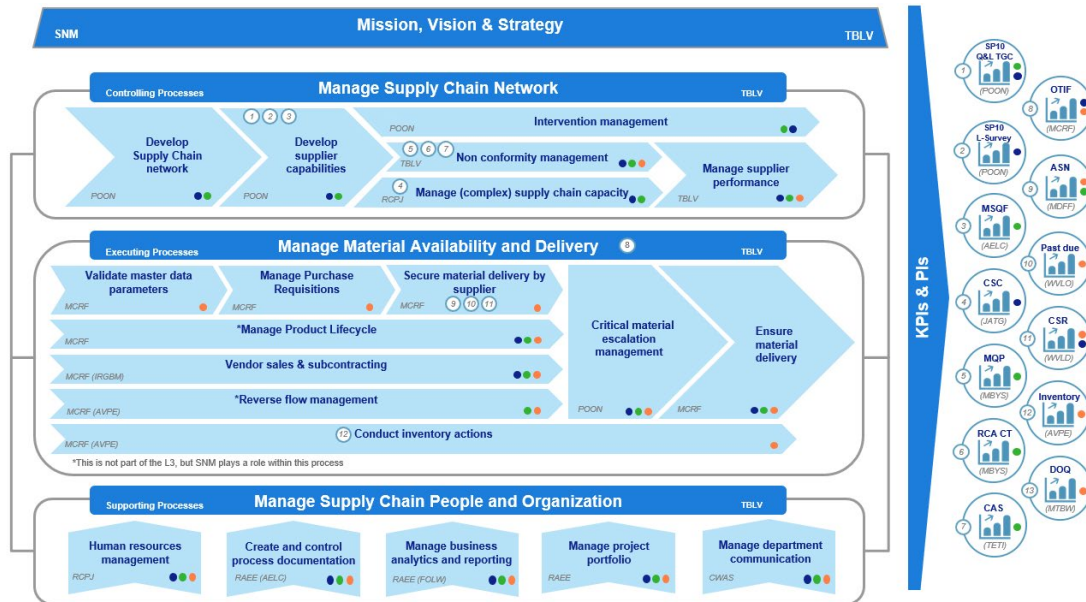 Mission, Vision & Strategy
SNM
TBLV
Controlling Processes
Manage Supply Chain Network
TBLV
Develop
Supply Chain
network
POON
1 2 3
Develop
supplier
capabilities
POON
Intervention management
POON
5 6 7
Non conformity management
TBLV
4
Manage (complex) supply chain capacity
RCPJ
Manage supplier
performance
TBLV
Executing Processes
Manage Material Availability and Delivery
8
TBLV
Validate master data
parameters
MCRF
Manage Purchase
Requisitions
MCRF
Secure material delivery by
supplier
MCRF
9 10 11
*Manage Product Lifecycle
MCRF
Vendor sales & subcontracting
MCRF (IRGBM)
*Reverse flow management
MCRF (AVPE)
12 Conduct inventory actions
MCRF (AVPE)
Critical material
escalation
management
POON
Ensure
material
delivery
MCRF
*This is not part of the L3, but SNM plays a role within this process
Supporting Processes
Manage Supply Chain People and Organization
TBLV
Human resources
management
RCPJ
Create and control
process documentation
RAEE (AELC)
Manage business
analytics and reporting
RAEE (FOLW)
Manage project
portfolio
RAEE
Manage department
communication
CWAS
KPIs & PIs
1
SP10
Q&L TGC
(POON)
2
SP10
L-Survey
(POON)
3
MSQF
(AELC)
4
CSC
(JATG)
5
MQP
(MBYS)
6
RCA CT
(MBYS)
7
CAS
(TETI)
8
OTIF
(MCRF)
9
ASN
(MDFF)
10
Past due
(WVLO)
11
CSR
(WVLD)
12
Inventory
(AVPE)
13
DOQ
(MTBW)